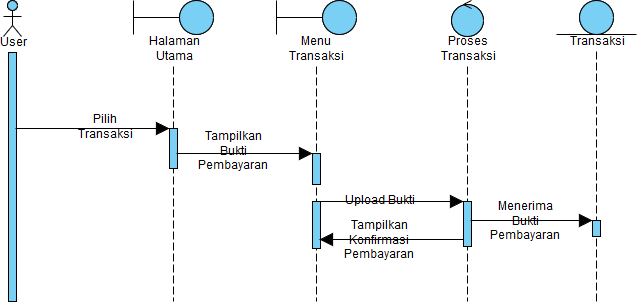 User
Halaman
Utama
Menu
Transaksi
Proses
Transaksi
Transaksi
Pilih
Transaksi
Tampilkan
Bukti
Pembayaran
Upload Bukti
Menerima
Bukti
Pembayaran
Tampilkan
Konfirmasi
Pembayaran